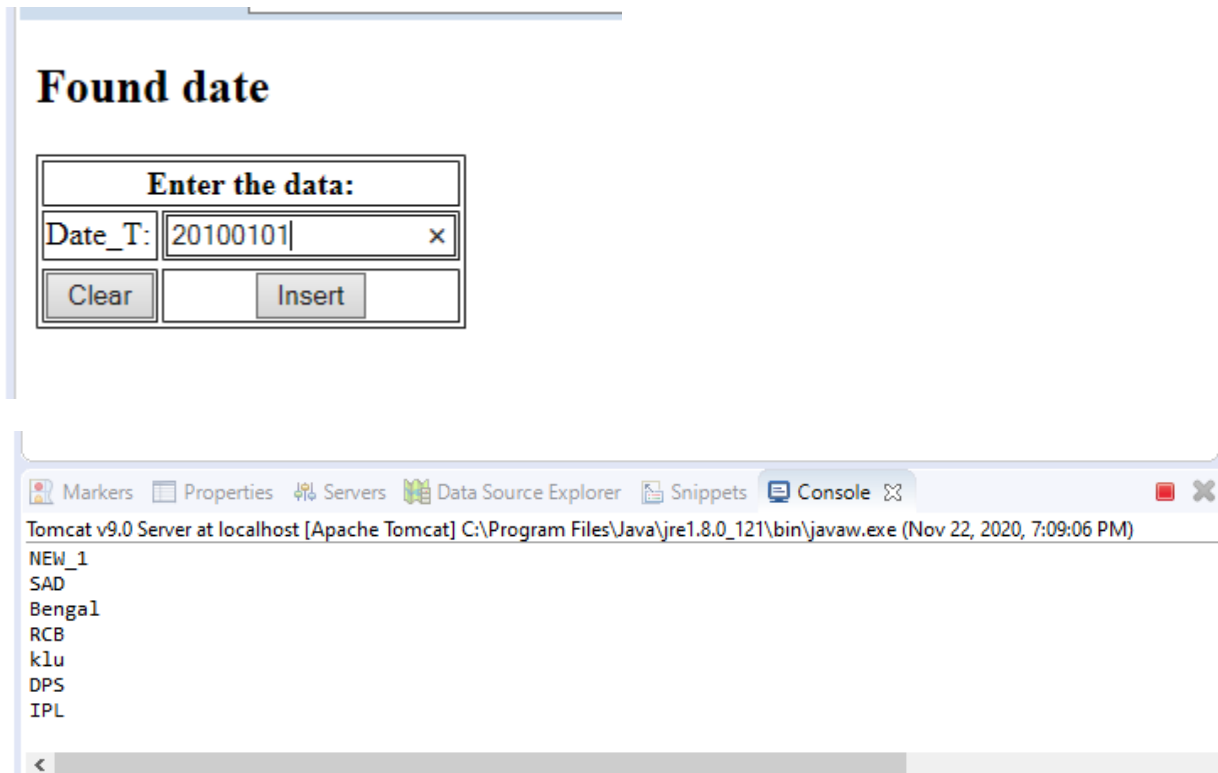 Found date
Enter the data:
Date_T: 20100101 ×
Clear Insert
Markers Properties Servers Data Source Explorer Snippets Console
Tomcat v9.0 Server at localhost [Apache Tomcat] C:\Program Files\Java\jre1.8.0_121\bin\javaw.exe (Nov 22, 2020, 7:09:06 PM)
NEW_1
SAD
Bengal
RCB
klu
DPS
IPL